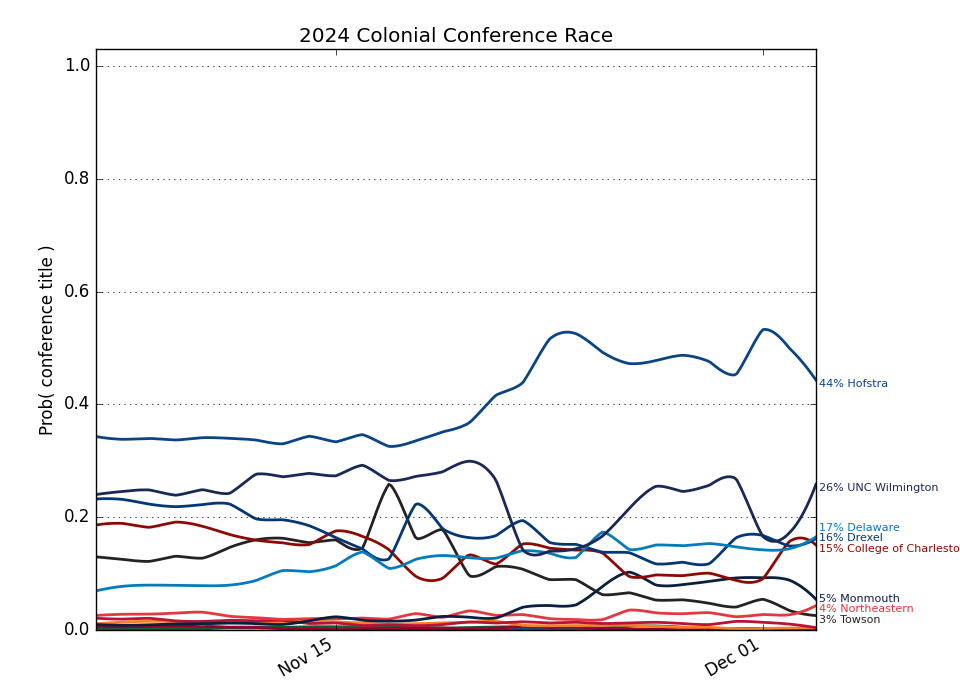 2024 Colonial Conference Race
Prob( conference title )
1.0
0.8
0.6
0.4
0.2
0.0
Nov 15
Dec 01
44% Hofstra
26% UNC Wilmington
17% Delaware
16% Drexel
15% College of Charlesto
5% Monmouth
4% Northeastern
3% Towson